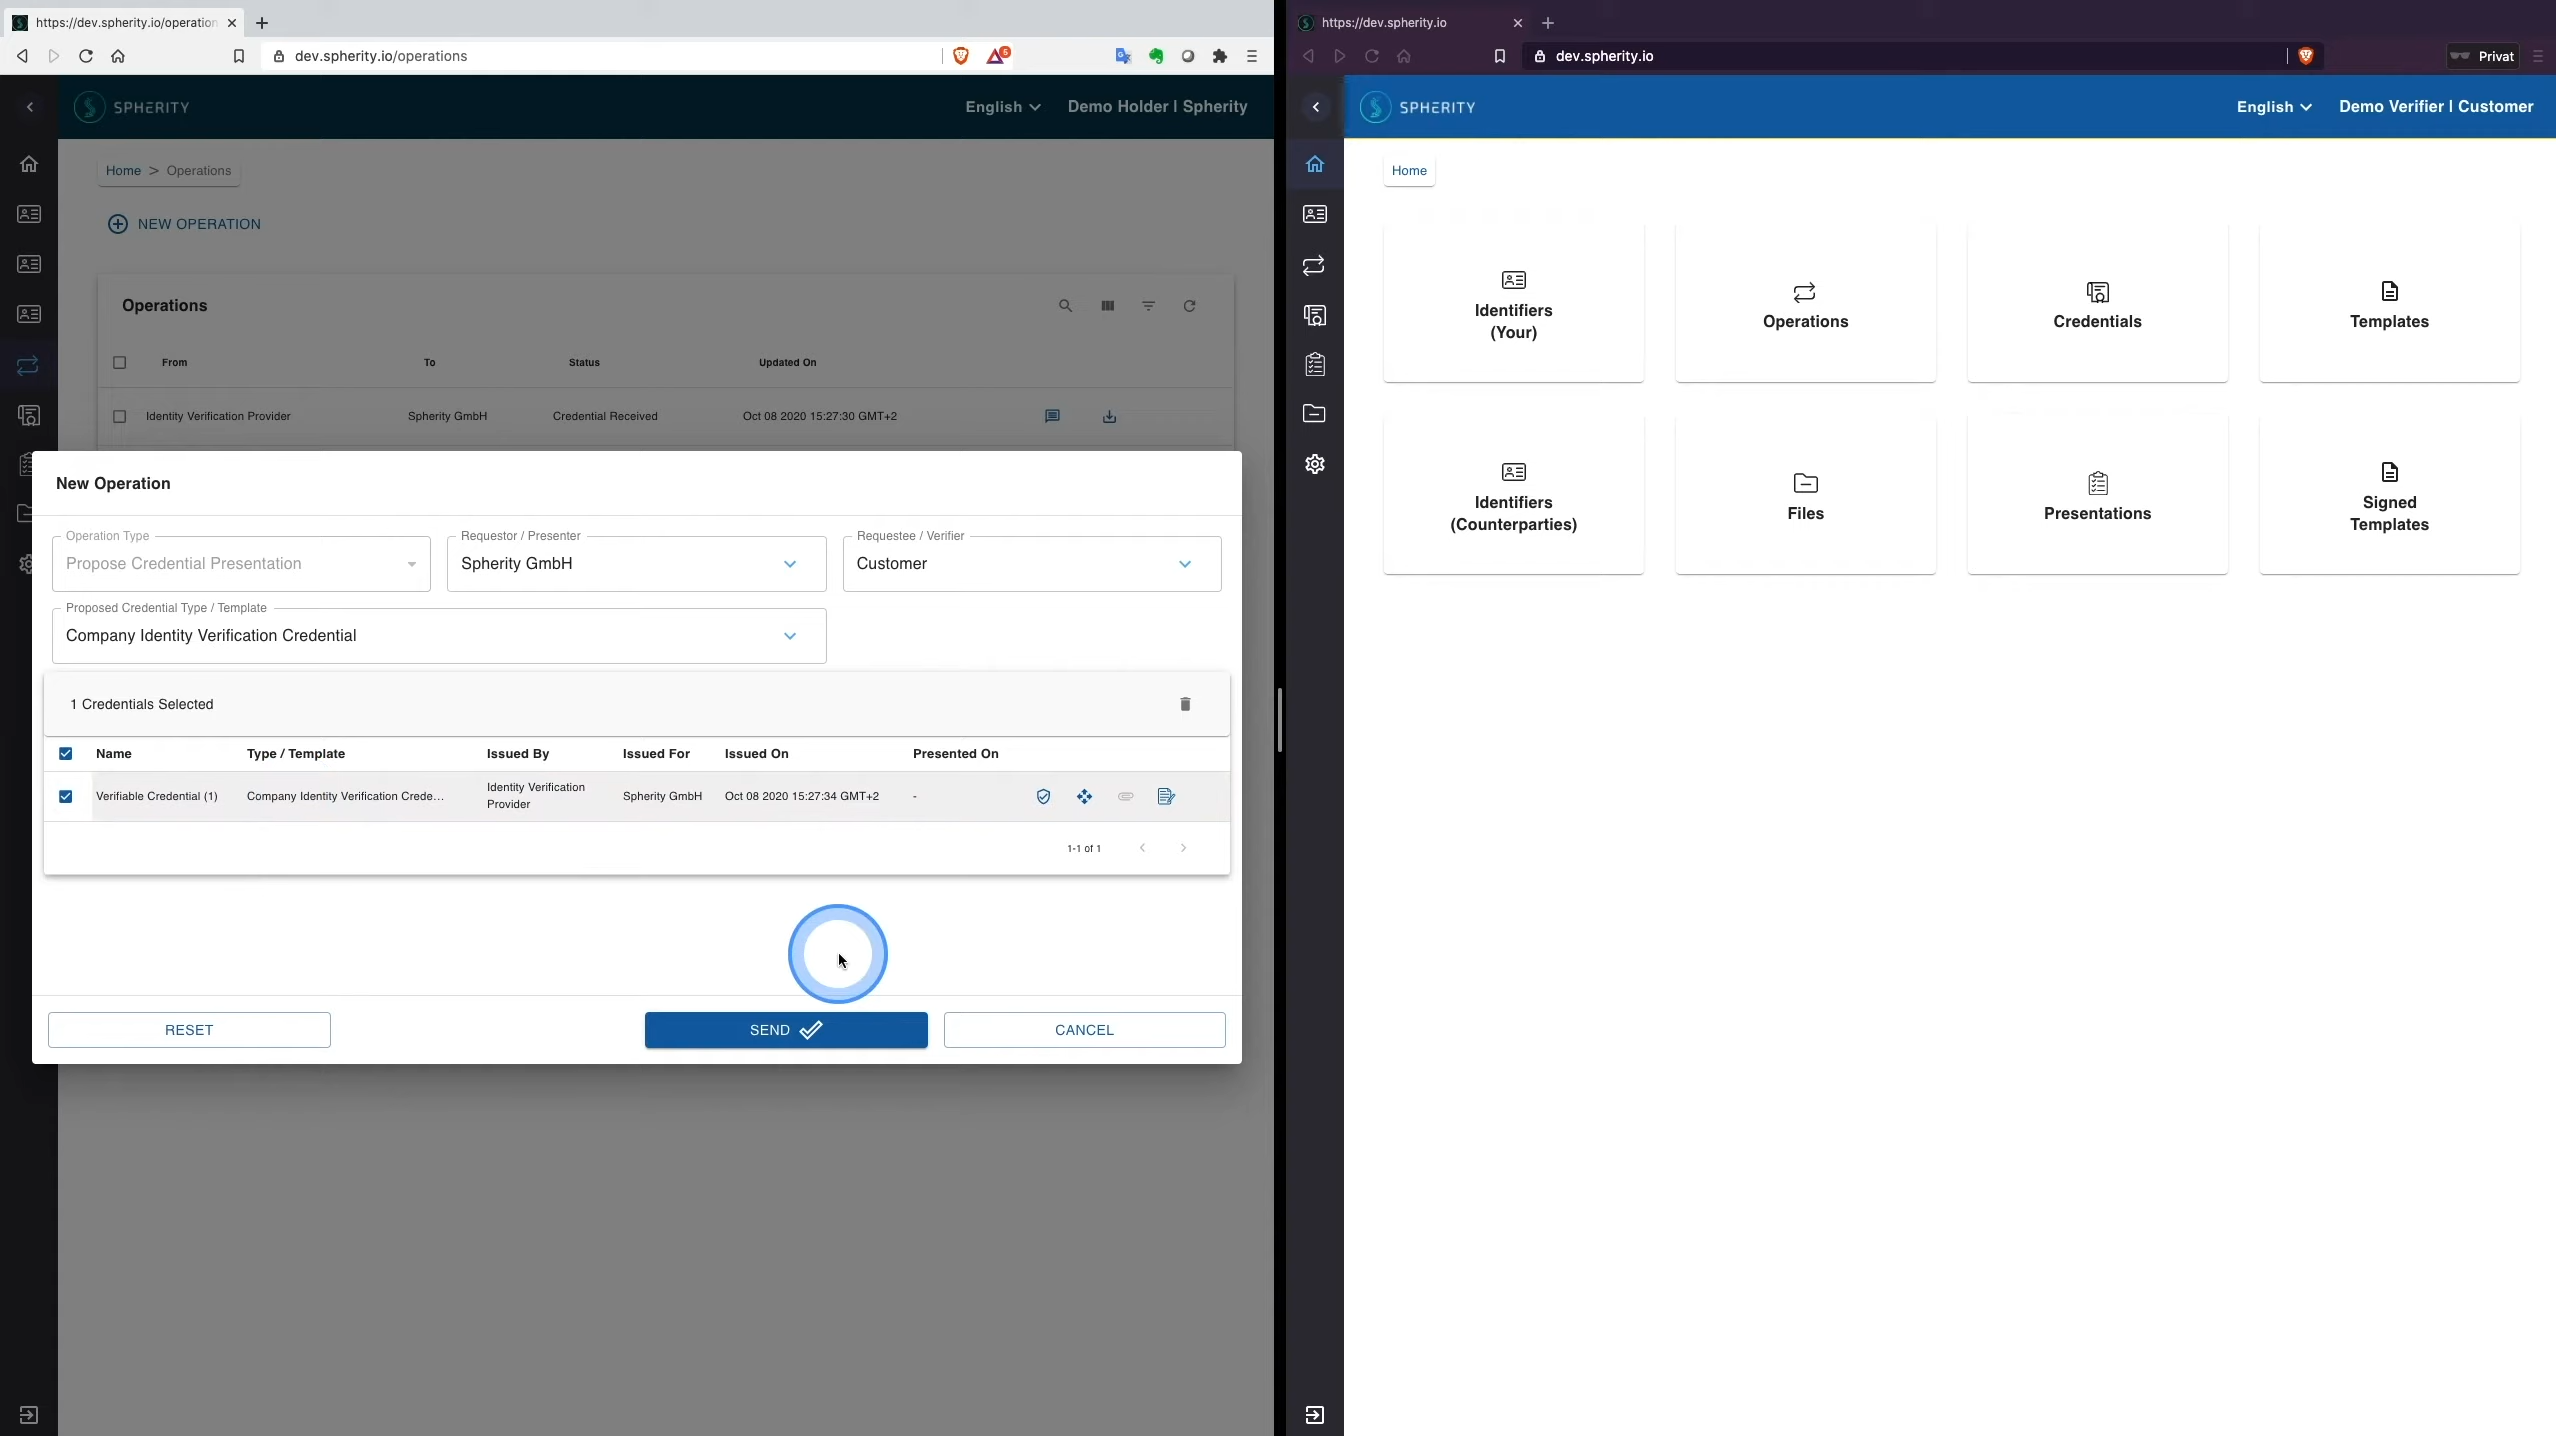 https://dev.spherity.io/operation
dev.spherity.io/operations
5
SPHERITY
English
Demo Holder | Spherity
Home > Operations
NEW OPERATION
Operations
From To Status Updated On
Identity Verification Provider Spherity GmbH Credential Received Oct 08 2020 15:27:30 GMT+2
New Operation
Operation Type
Propose Credential Presentation
Requestor / Presenter
Spherity GmbH
Requestee / Verifier
Customer
Proposed Credential Type / Template
Company Identity Verification Credential
1 Credentials Selected
Name Type / Template Issued By Issued For Issued On Presented On
Verifiable Credential (1) Company Identity Verification Crede... Identity Verification Provider Spherity GmbH Oct 08 2020 15:27:34 GMT+2 -
1-1 of 1
RESET
SEND
CANCEL
https://dev.spherity.io
dev.spherity.io
Privat
SPHERITY
English
Demo Verifier | Customer
Home
Identifiers
(Your)
Operations
Credentials
Templates
Identifiers
(Counterparties)
Files
Presentations
Signed
Templates